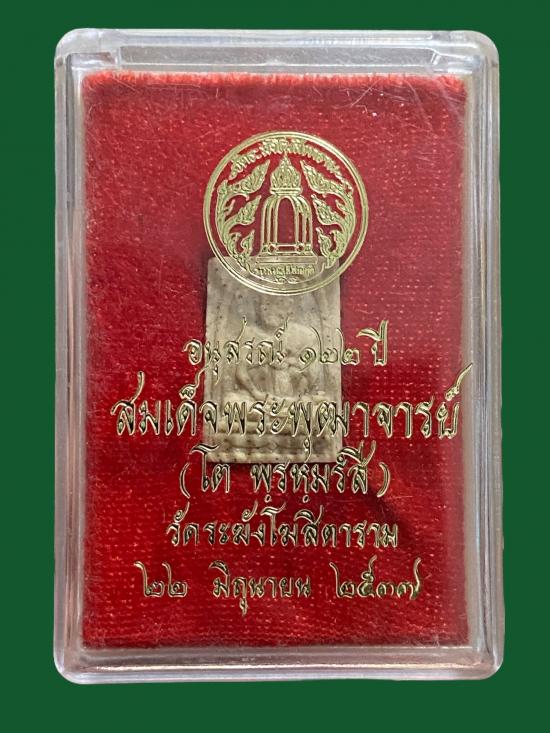 อนุสรณ์ ๑๒๒ ปี
สมเด็จพระพุฒาจารย์
(โต พฺรหฺมรํสี)
วัดระฆังโฆสิตาราม
๒๒ มิถุนายน ๒๕๓๗